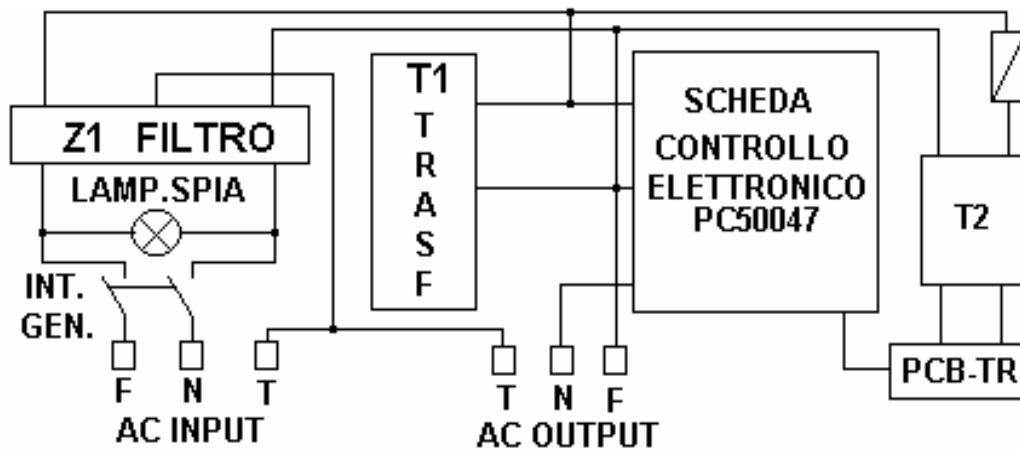 Z1 FILTRO
LAMP.SPIA
INT.
GEN.
F N T
AC INPUT
T1
T
R
A
S
F
SCHEDA
CONTROLLO
ELETTRONICO
PC50047
T2
PCB-TR
T N F
AC OUTPUT